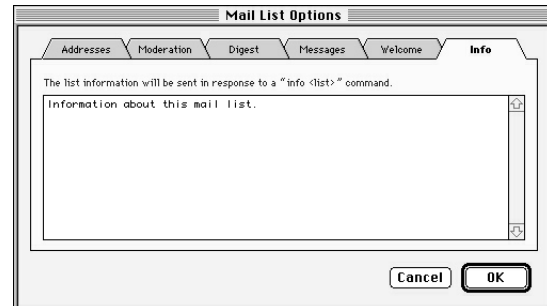 Mail List Options
Addresses Moderation Digest Messages Welcome Info
The list information will be sent in response to a "info <list>" command.
Information about this mail list.
Cancel OK